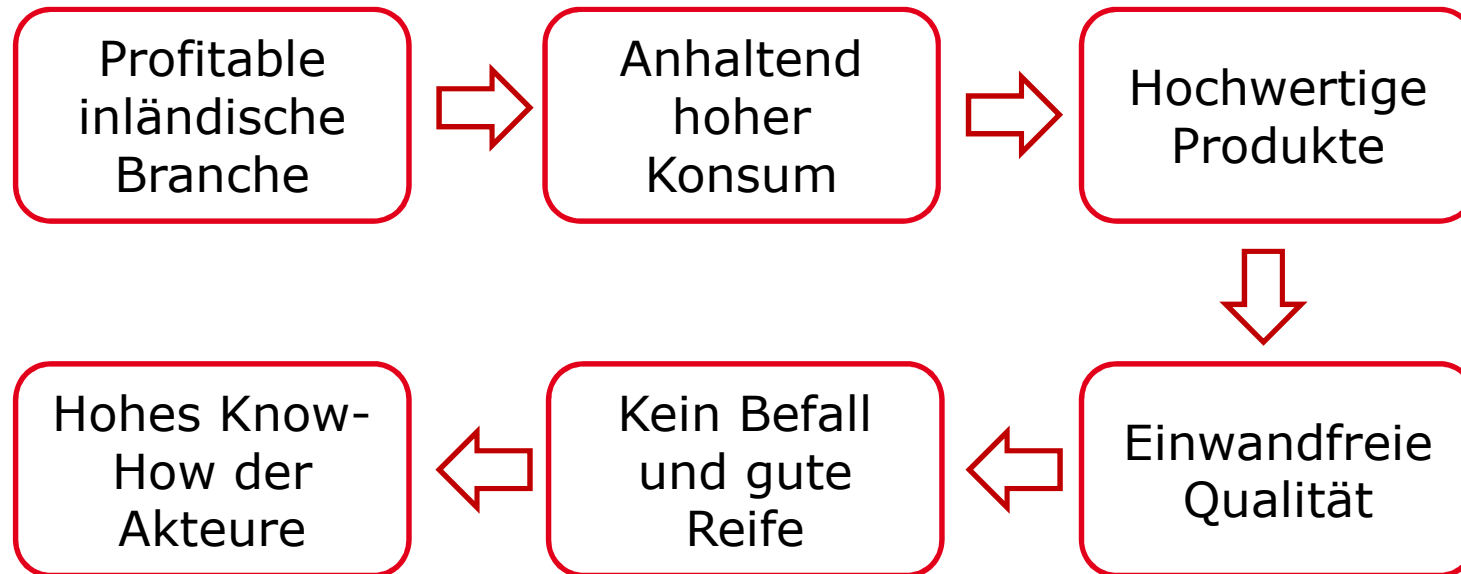 Profitable
inländische
Branche
Anhaltend
hoher
Konsum
Hochwertige
Produkte
Einwandfreie
Qualität
Kein Befall
und gute
Reife
Hohes Know-
How der
Akteure